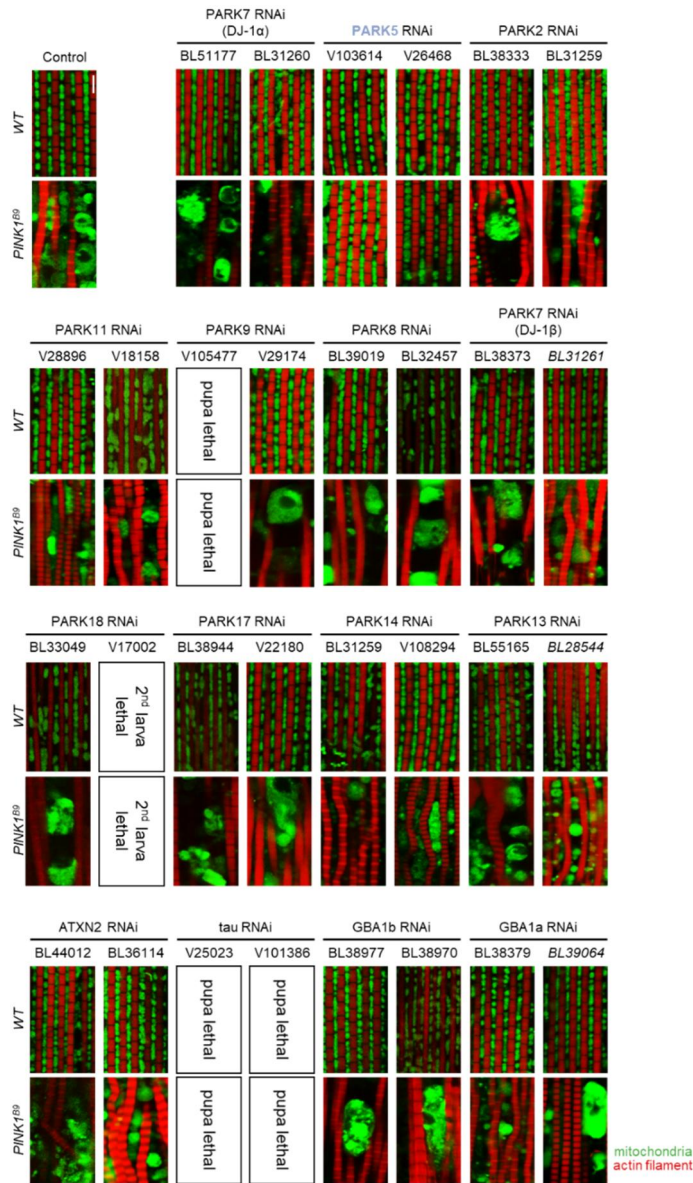 PARK7 RNAi
(DJ-1α)
PARK5 RNAi
PARK2 RNAi
Control
BL51177 BL31260 V103614 V26468 BL38333 BL31259
WT
PINK1B9
PARK7 RNAi
(DJ-1β)
PARK11 RNAi PARK9 RNAi PARK8 RNAi
V28896 V18158 V105477 V29174 BL39019 BL32457 BL38373 BL31261
WT
pupa lethal
PINK1B9
pupa lethal
PARK18 RNAi PARK17 RNAi PARK14 RNAi PARK13 RNAi
BL33049 V17002 BL38944 V22180 BL31259 V108294 BL55165 BL28544
WT
2nd larva
lethal
PINK1B9
2nd larva
lethal
ATXN2 RNAi tau RNAi GBA1b RNAi GBA1a RNAi
BL44012 BL36114 V25023 V101386 BL38977 BL38970 BL38379 BL39064
WT
pupa lethal
pupa lethal
PINK1B9
pupa lethal
pupa lethal
mitochondria
actin filament